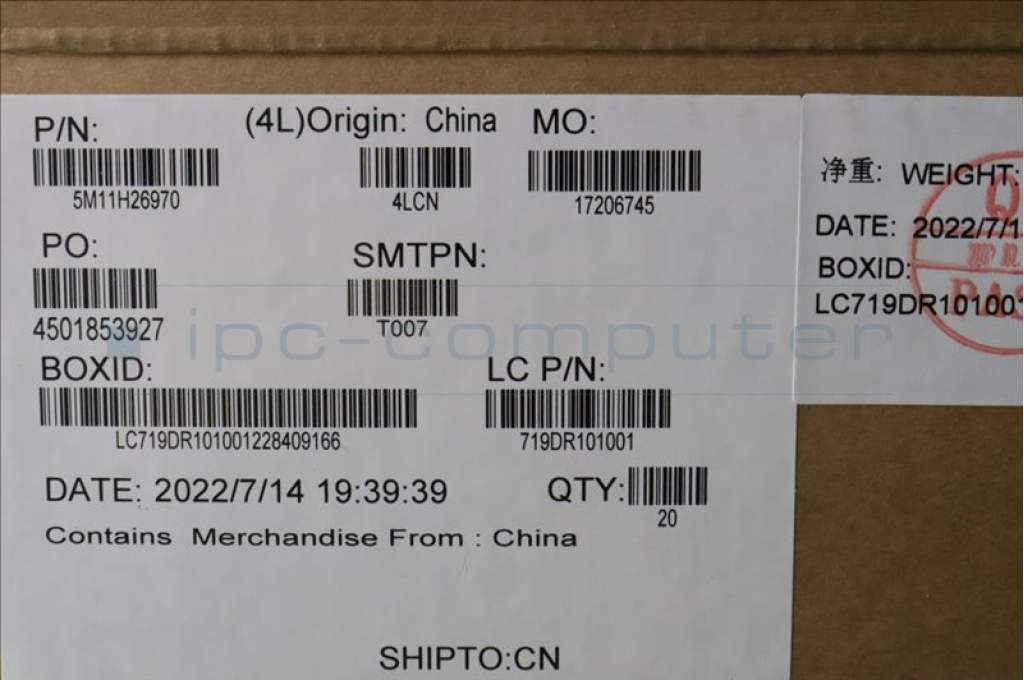 P/N:
5M11H26970
(4L)Origin: China
4LCN
MO:
17206745
PO:
4501853927
SMTPN:
T007
BOXID:
LC719DR101001228409166
LC P/N:
719DR101001
DATE: 2022/7/14 19:39:39
QTY:
20
Contains Merchandise From : China
SHIPTO:CN
净重: WEIGHT:
DATE: 2022/7/1
BOXID:
LC719DR101001
ipc-computer